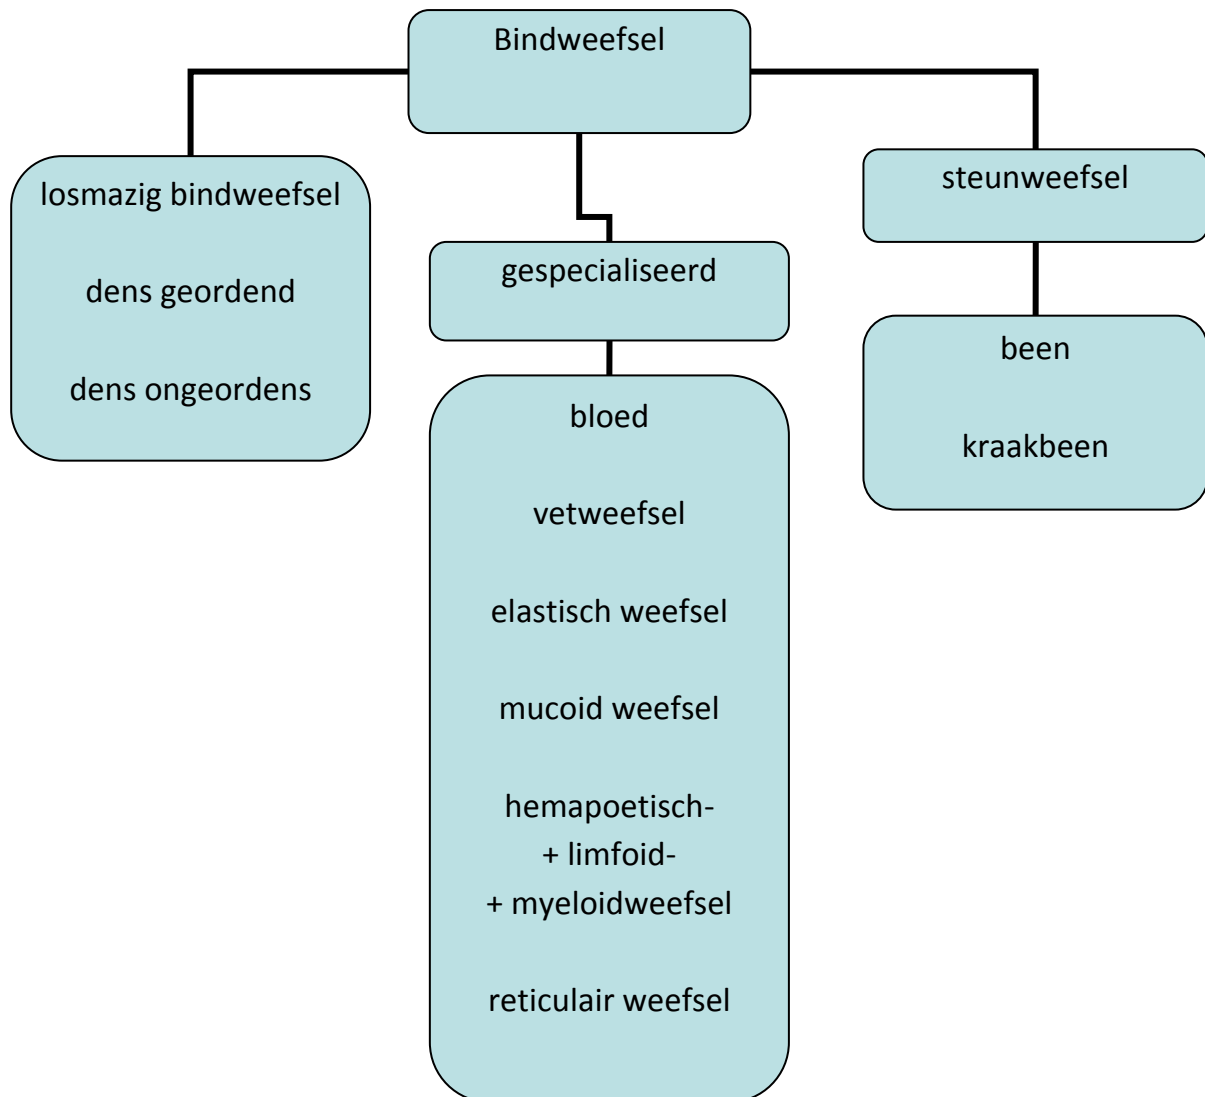 Bindweefsel
losmazig bindweefsel
dens geordend
dens ongeordens
gespecialiseerd
bloed
vetweefsel
elastisch weefsel
mucoid weefsel
hemapoetisch-
+ limfoid-
+ myeloidweefsel
reticulair weefsel
steunweefsel
been
kraakbeen